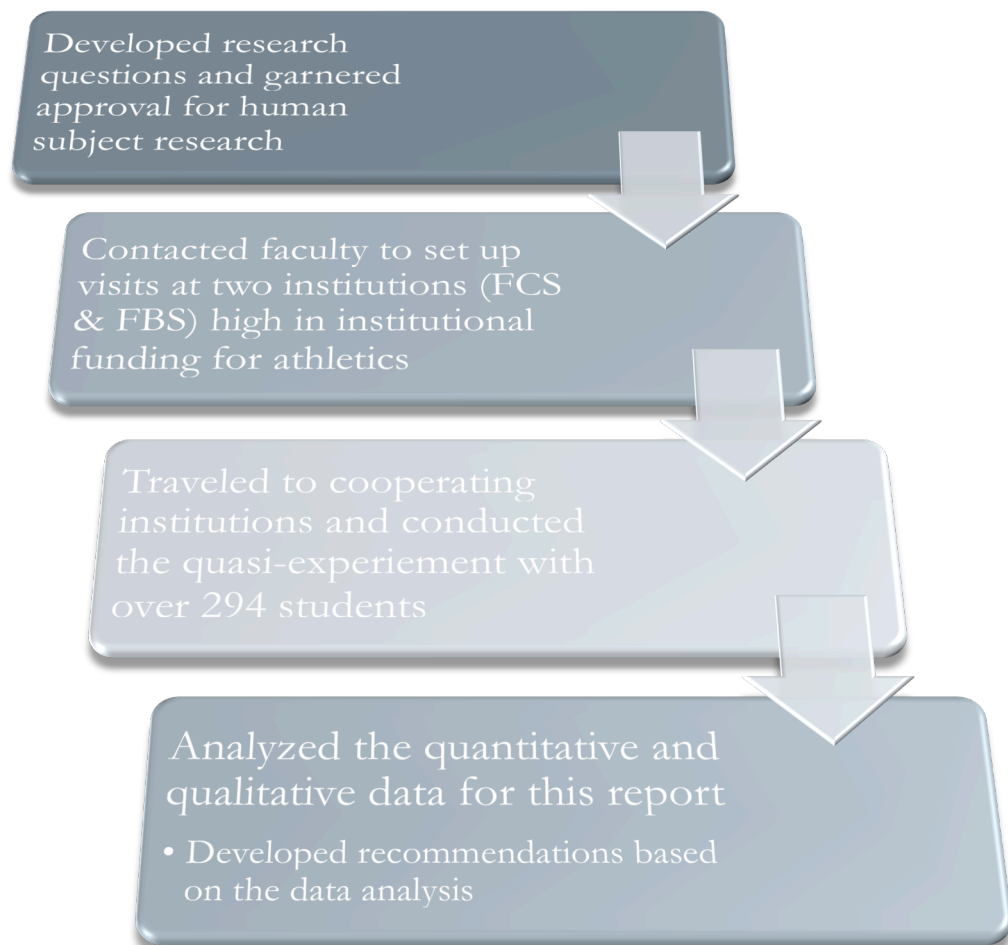 Developed research
questions and garnered
approval for human
subject research
Contacted faculty to set up
visits at two institutions (FCS
& FBS) high in institutional
funding for athletics
Traveled to cooperating
institutions and conducted
the quasi-experiement with
over 294 students
Analyzed the quantitative and
qualitative data for this report
• Developed recommendations based
on the data analysis